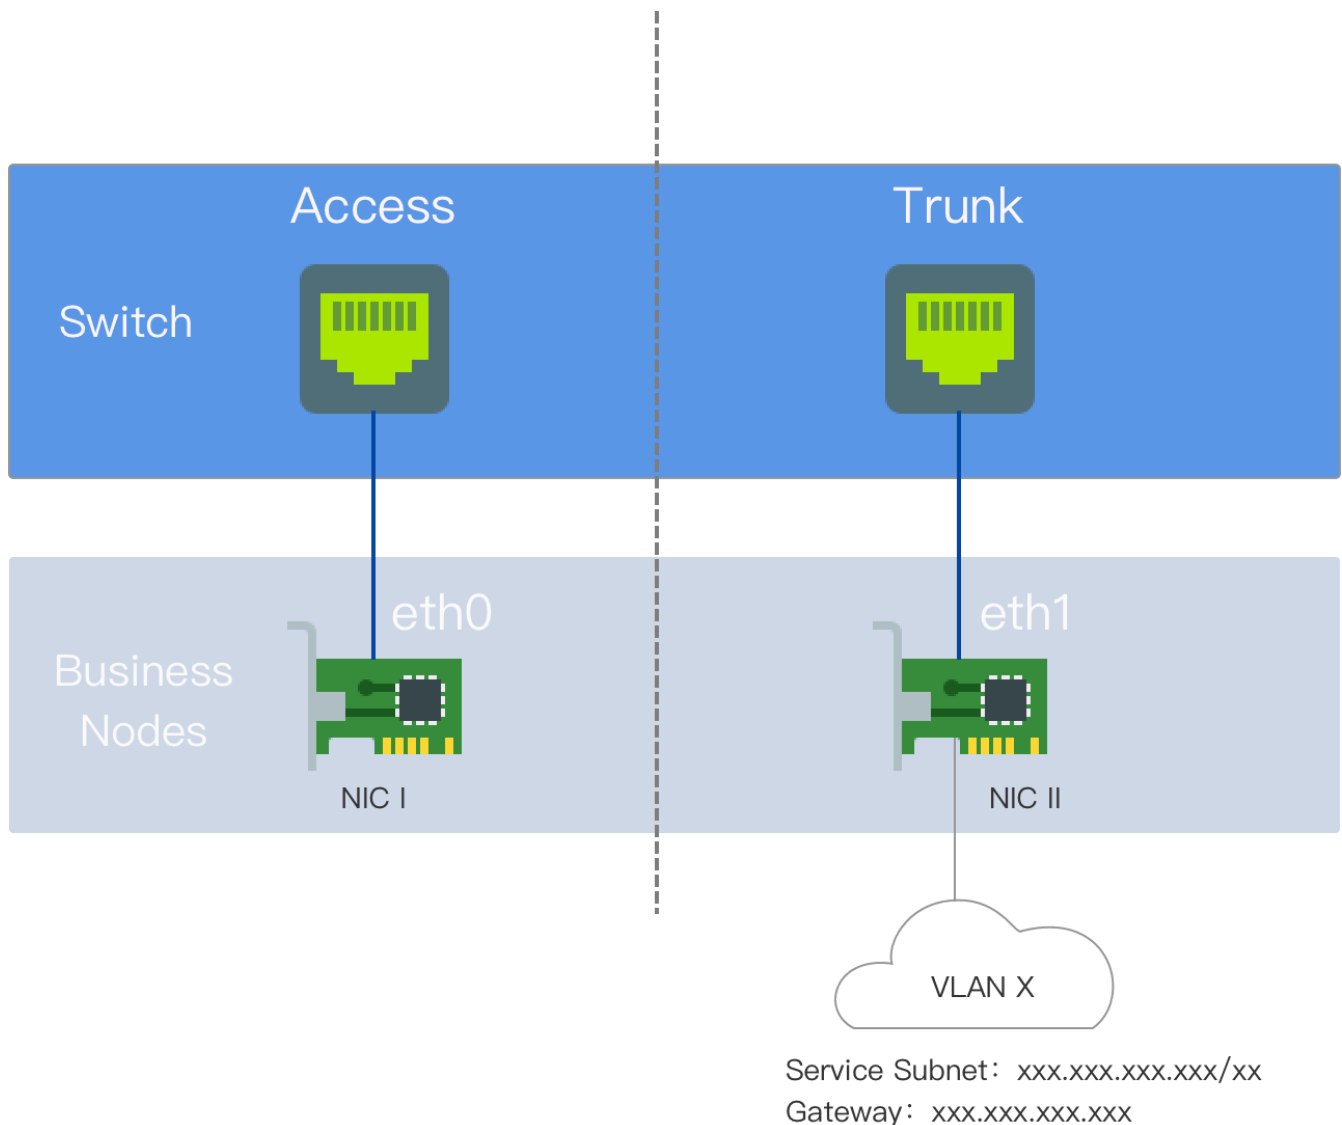 Access
Trunk
Switch
eth0
eth1
Business
Nodes
NIC I
NIC II
VLAN X
Service Subnet：xxx.xxx.xxx.xxx/xx
Gateway：xxx.xxx.xxx.xxx